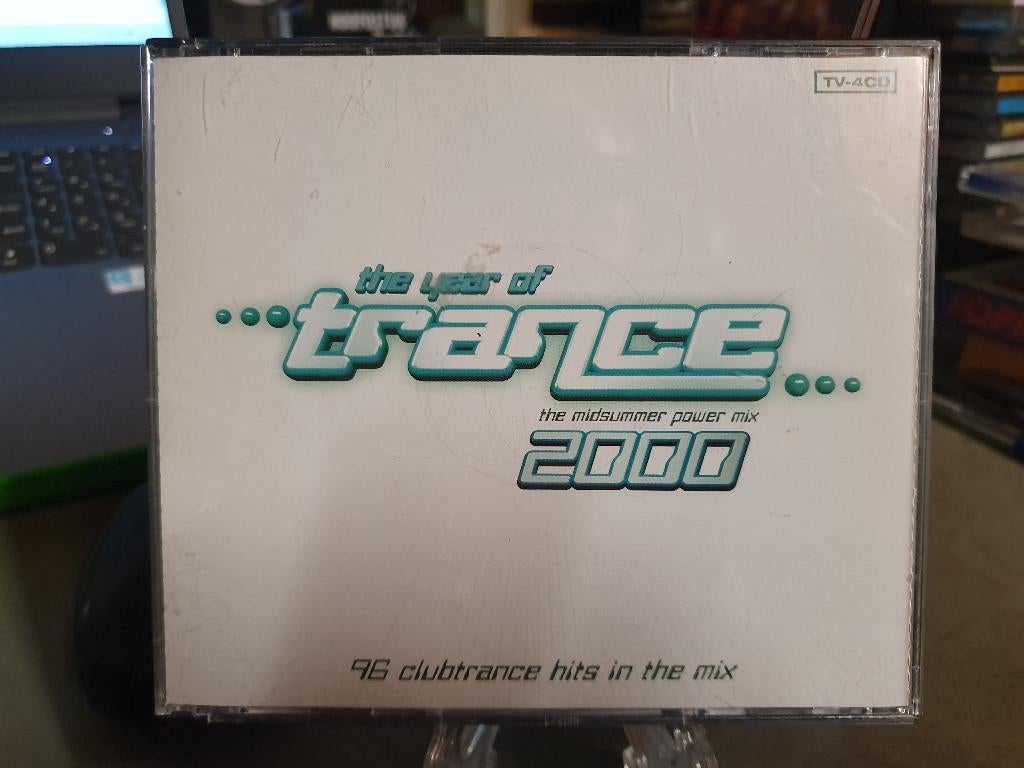 TV-4CD
the year of
trance
the midsummer power mix
2000
96 clubtrance hits in the mix